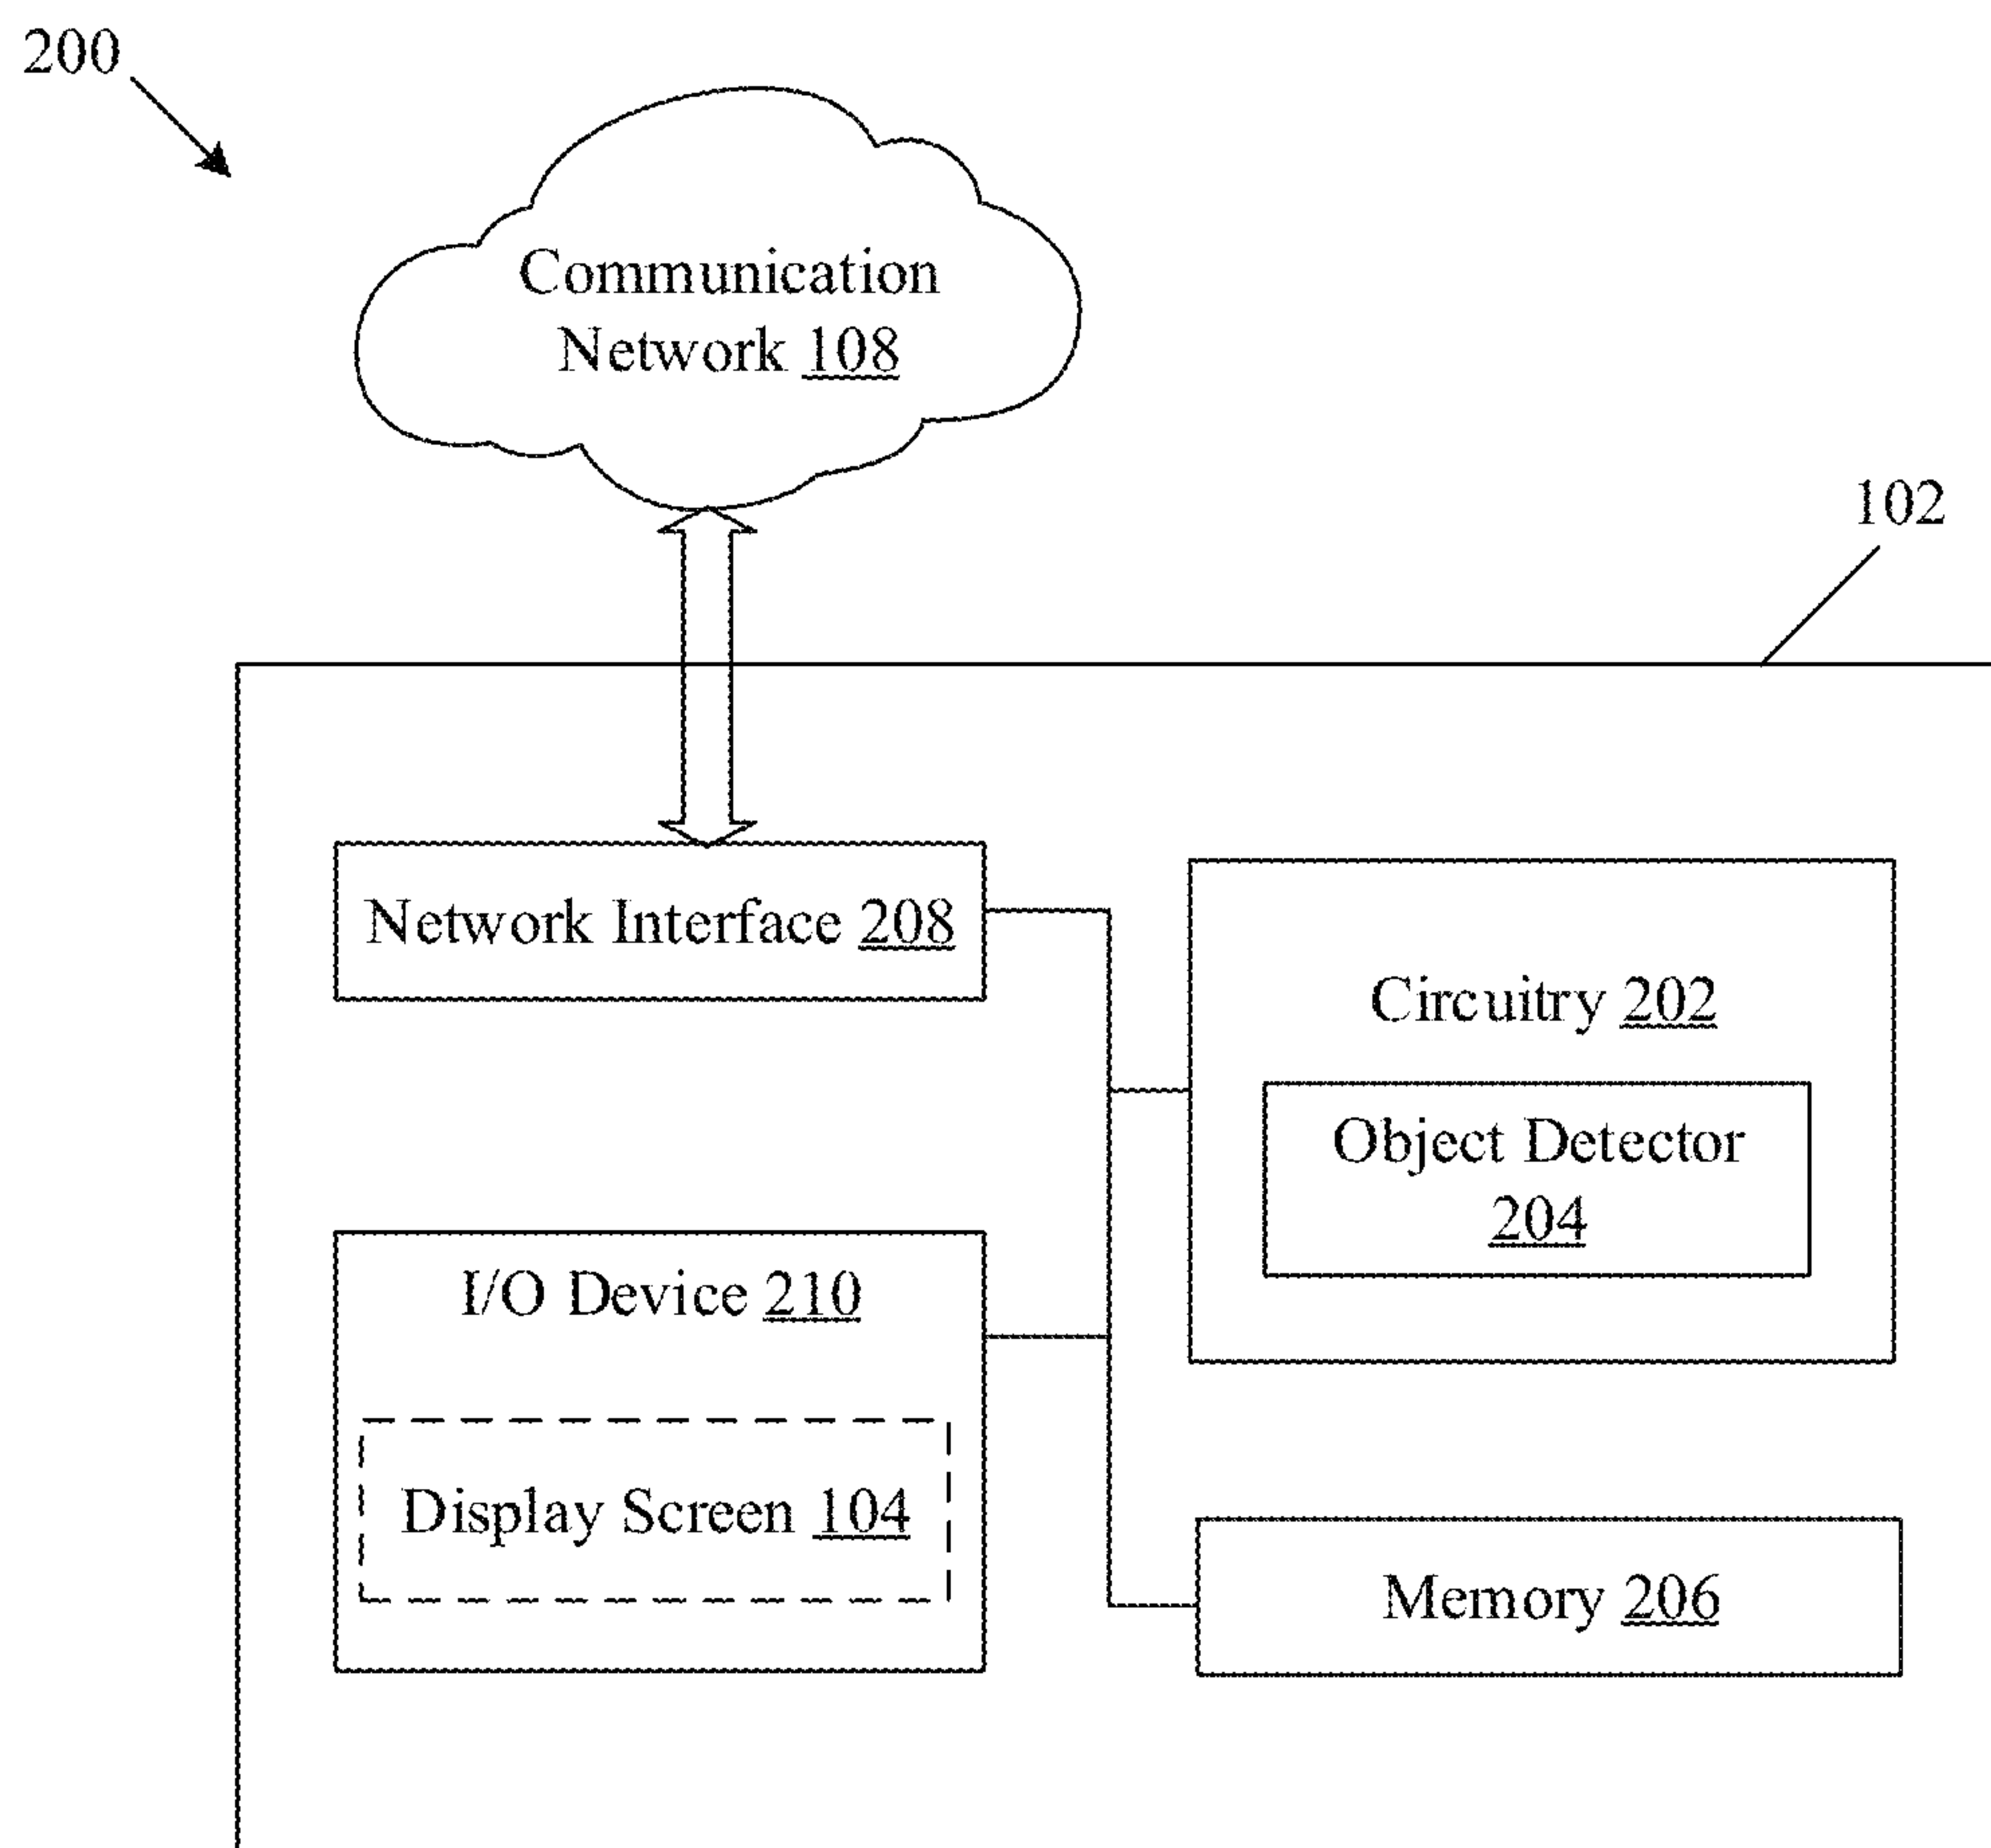 200
Communication
Network 108
102
Network Interface 208
Circuitry 202
Object Detector
204
I/O Device 210
Display Screen 104
Memory 206